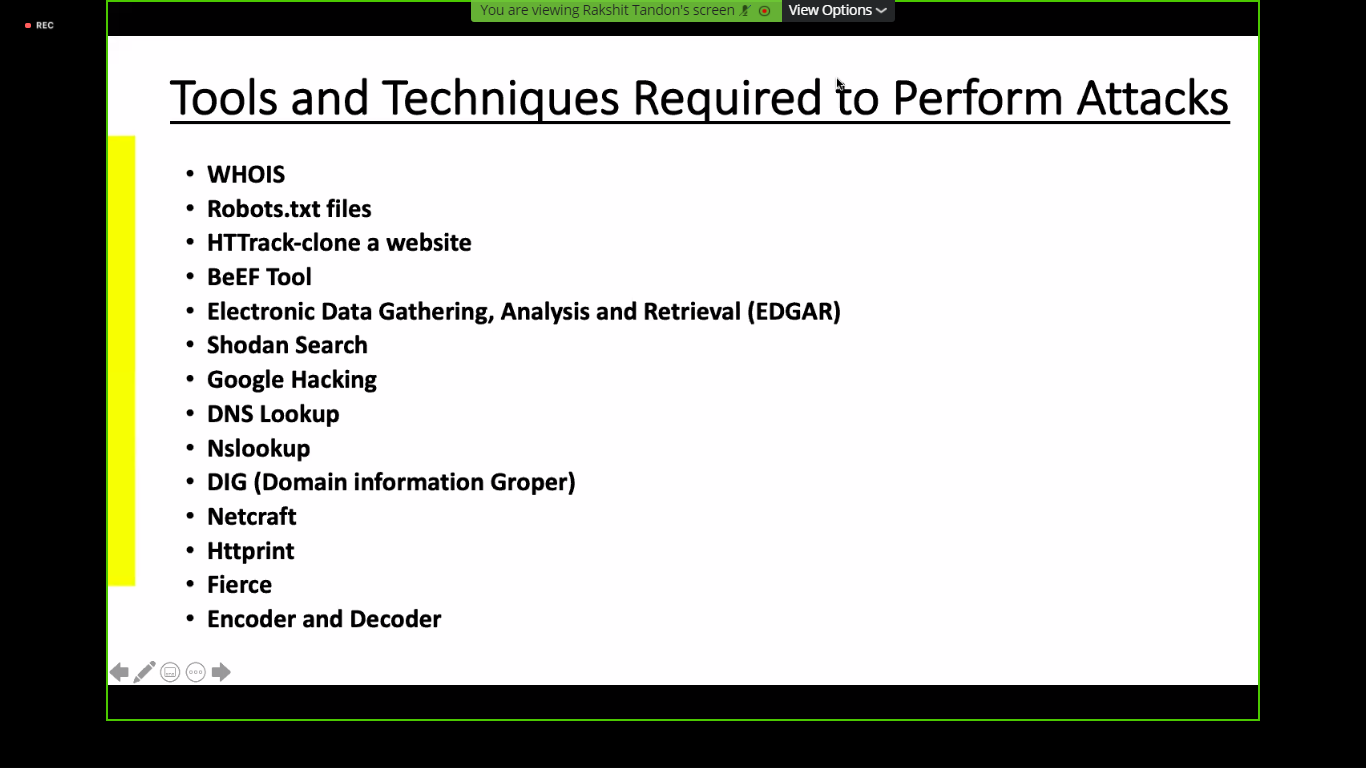 You are viewing Rakshit Tandon's screen
View Options
REC
Tools and Techniques Required to Perform Attacks
• WHOIS
• Robots.txt files
• HTTrack-clone a website
• BeEF Tool
• Electronic Data Gathering, Analysis and Retrieval (EDGAR)
• Shodan Search
• Google Hacking
• DNS Lookup
• Nslookup
• DIG (Domain information Groper)
• Netcraft
• Httprint
• Fierce
• Encoder and Decoder